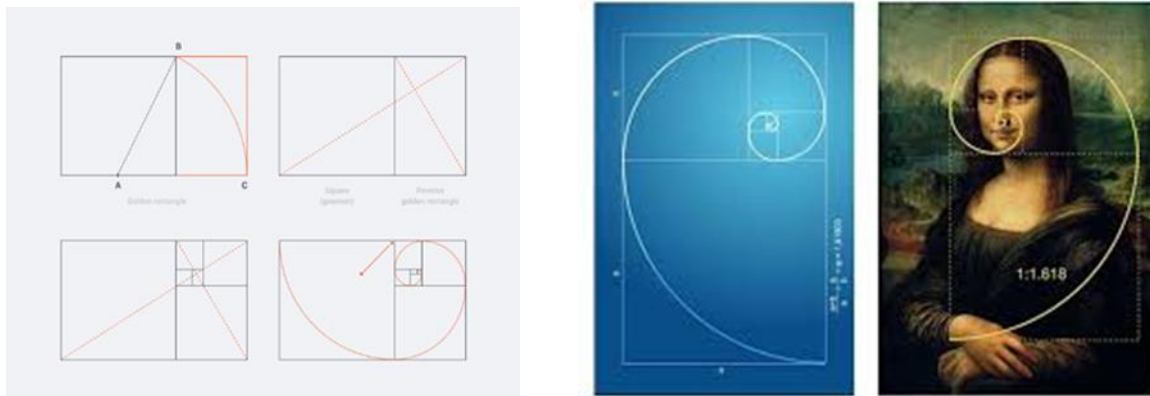 B
A
C
Golden rectangle
Square
(gnomon)
Reverse
golden rectangle
1:1.618